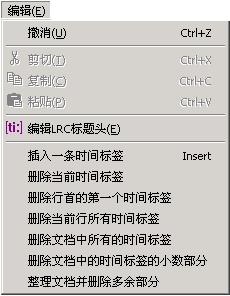 编辑(E)
撤消(U) Ctrl+Z
剪切(T) Ctrl+X
复制(C) Ctrl+C
粘贴(P) Ctrl+V
[ti:] 编辑LRC标题头(E)
插入一条时间标签 Insert
删除当前时间标签
删除行首的第一个时间标签
删除当前行所有时间标签
删除文档中所有的时间标签
删除文档中的时间标签的小数部分
整理文档并删除多余部分